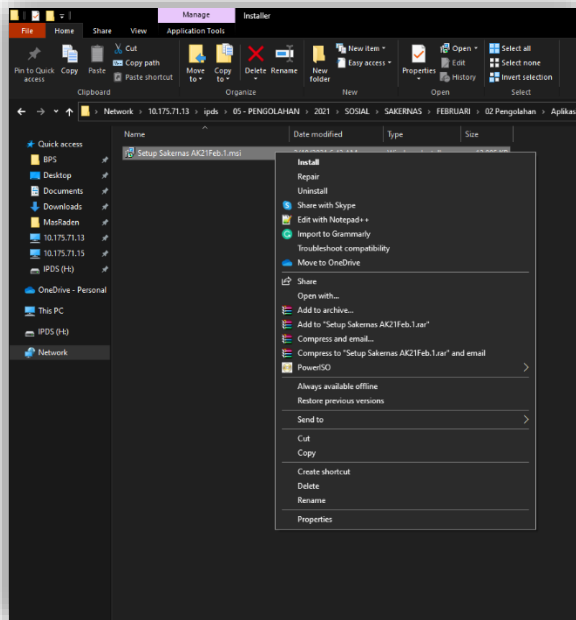 Manage
Installer
File
Home
Share
View
Application Tools
Pin to Quick access
Copy
Paste
Cut
Copy path
Paste shortcut
Clipboard
Move to
Copy to
Delete
Rename
Organize
New folder
New item
Easy access
New
Properties
Open
Edit
History
Open
Select all
Select none
Invert selection
Select
Network › 10.175.71.13 › ipds › 05 - PENGOLAHAN › 2021 › SOSIAL › SAKERNAS › FEBRUARI › 02 Pengolahan › Aplikas
Name
Date modified
Type
Size
Quick access
BPS
Desktop
Documents
Downloads
MasRaden
10.175.71.13
10.175.71.15
IPDS (H:)
OneDrive - Personal
This PC
IPDS (H:)
Network
Setup Sakernas AK21Feb.1.msi
Install
Repair
Uninstall
Share with Skype
Edit with Notepad++
Import to Grammarly
Troubleshoot compatibility
Move to OneDrive
Share
Open with...
Add to archive...
Add to "Setup Sakernas AK21Feb.1.rar"
Compress and email...
Compress to "Setup Sakernas AK21Feb.1.rar" and email
PowerISO
Always available offline
Restore previous versions
Send to
Cut
Copy
Create shortcut
Delete
Rename
Properties